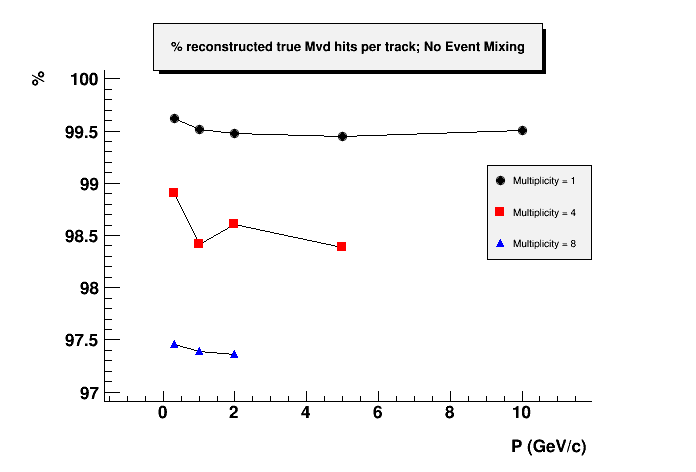 % reconstructed true Mvd hits per track; No Event Mixing
%
100
99.5
99
98.5
98
97.5
97
0 2 4 6 8 10
P (GeV/c)
Multiplicity = 1
Multiplicity = 4
Multiplicity = 8